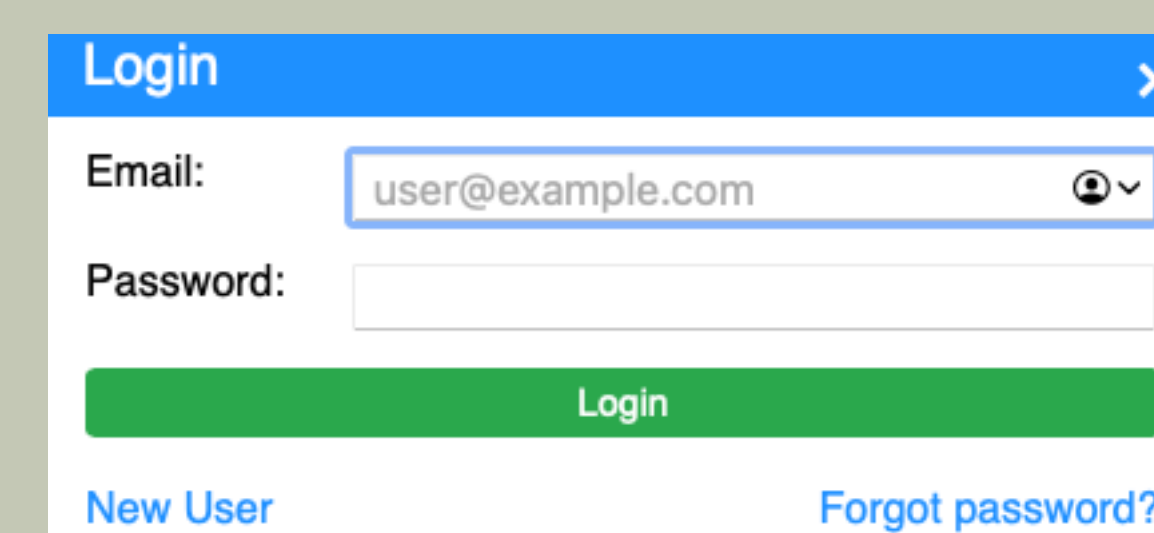 Login
Email:
user@example.com
Password:
Login
New User
Forgot password?